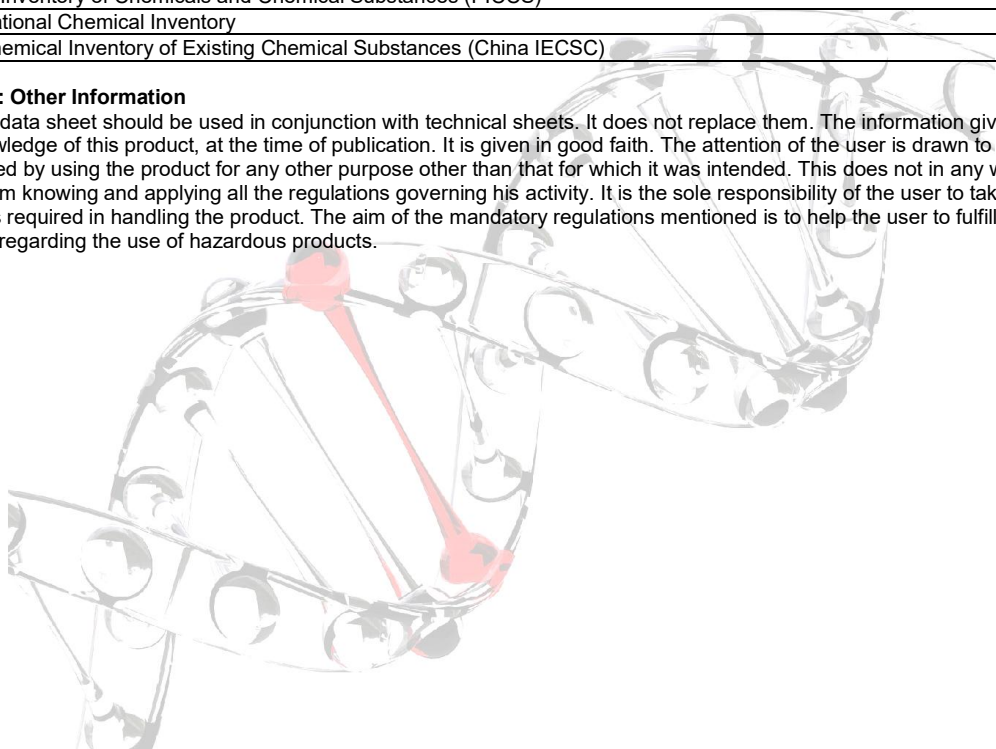 Inventory of Chemicals and Chemical Substances (PICCS)
tional Chemical Inventory
emical Inventory of Existing Chemical Substances (China IECSC)
: Other Information
data sheet should be used in conjunction with technical sheets. It does not replace them. The information giv
wledge of this product, at the time of publication. It is given in good faith. The attention of the user is drawn to
ed by using the product for any other purpose other than that for which it was intended. This does not in any w
m knowing and applying all the regulations governing his activity. It is the sole responsibility of the user to tak
s required in handling the product. The aim of the mandatory regulations mentioned is to help the user to fulfill
regarding the use of hazardous products.